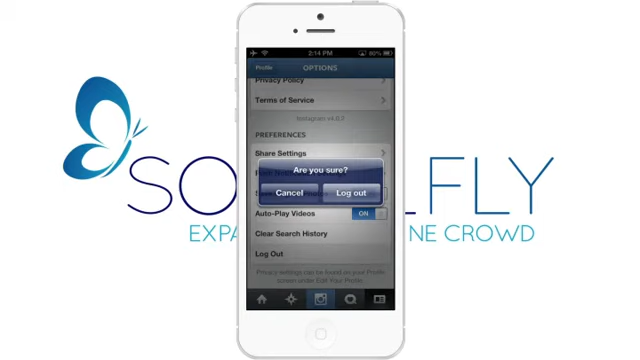 2:14 PM 80%
Profile OPTIONS
Privacy Policy
Terms of Service
Instagram v4.0.?
PREFERENCES
Share Settings
Are you sure?
Cancel Log out
Auto-Play Videos ON
Clear Search History
Log Out
Privacy settings can be found on your Profile
screen under Edit Your Profile
SO LFLY
EXPA NE CROWD